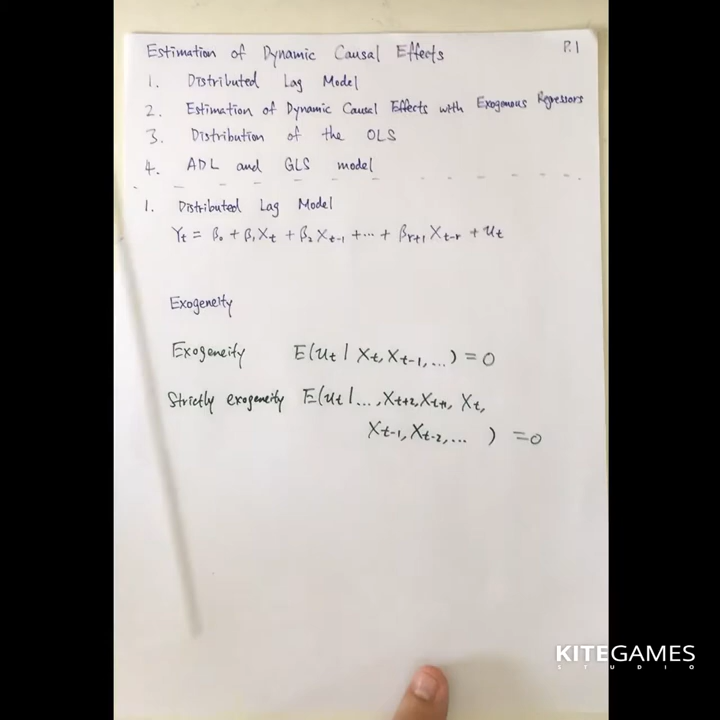 Estimation of Dynamic Causal Effects P.1
1. Distributed Lag Model
2. Estimation of Dynamic Causal Effects with Exogenous Regressors
3. Distribution of the OLS
4. ADL and GLS model
1. Distributed Lag Model
Yt = β0 + β1Xt + β2Xt-1 + ··· + βr+1Xt-r + ut
Exogeneity
Exogeneity E(ut | Xt, Xt-1, ...) = 0
Strictly exogeneity E(ut | ..., Xt+2, Xt+1, Xt,
Xt-1, Xt-2, ... ) = 0
KITEGAMES
STUDIO